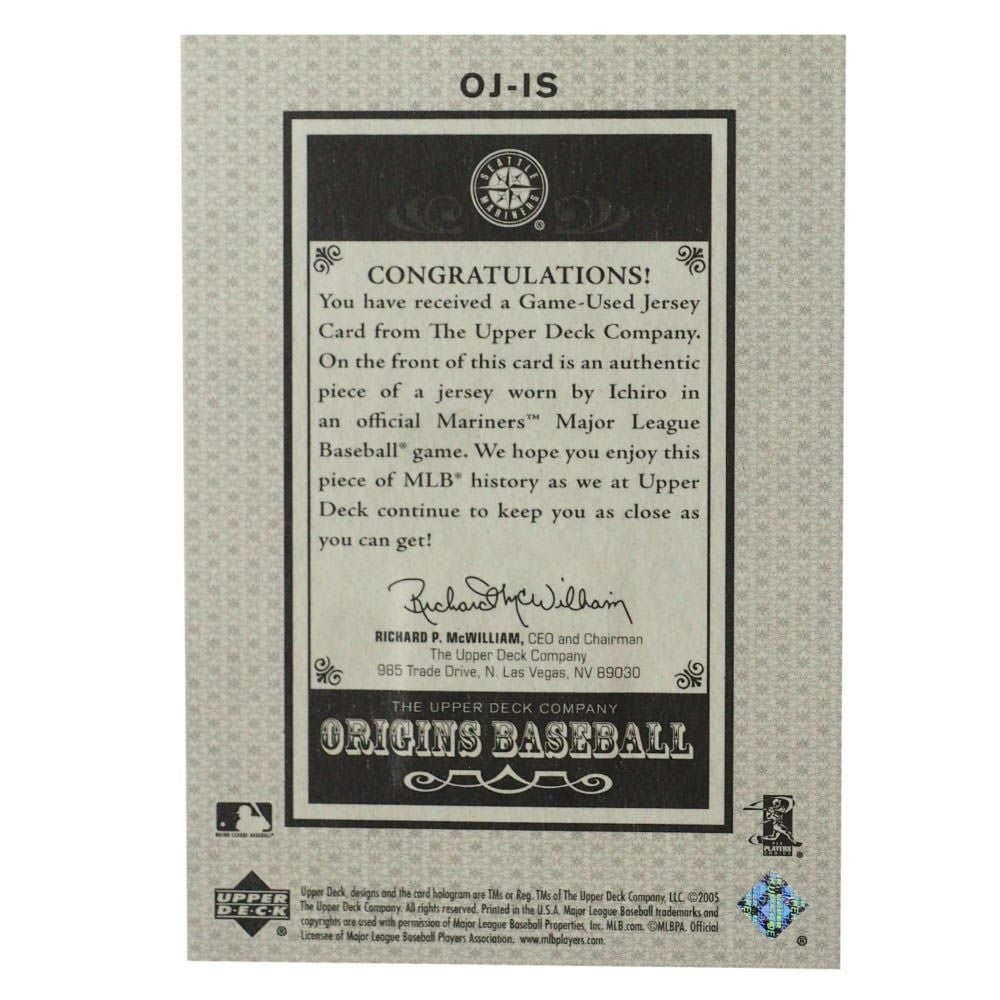 OJ-IS
SEATTLE
MARINERS
CONGRATULATIONS!
You have received a Game-Used Jersey
Card from The Upper Deck Company.
On the front of this card is an authentic
piece of a jersey worn by Ichiro in
an official Mariners™ Major League
Baseball® game. We hope you enjoy this
piece of MLB® history as we at Upper
Deck continue to keep you as close as
you can get!
Richard McWilliam
RICHARD P. McWILLIAM, CEO and Chairman
The Upper Deck Company
985 Trade Drive, N. Las Vegas, NV 89030
THE UPPER DECK COMPANY
ORIGINS BASEBALL
MAJOR LEAGUE BASEBALL®
PLAYERS
CHOICE ®
UPPER
D·E·C·K ®
Upper Deck, designs and the card hologram are TMs or Reg. TMs of The Upper Deck Company, LLC. ©2005
The Upper Deck Company. All rights reserved. Printed in the U.S.A. Major League Baseball trademarks and
copyrights are used with permission of Major League Baseball Properties, Inc. MLB.com. ©MLBPA. Official
Licensee of Major League Baseball Players Association. www.mlbplayers.com.
®